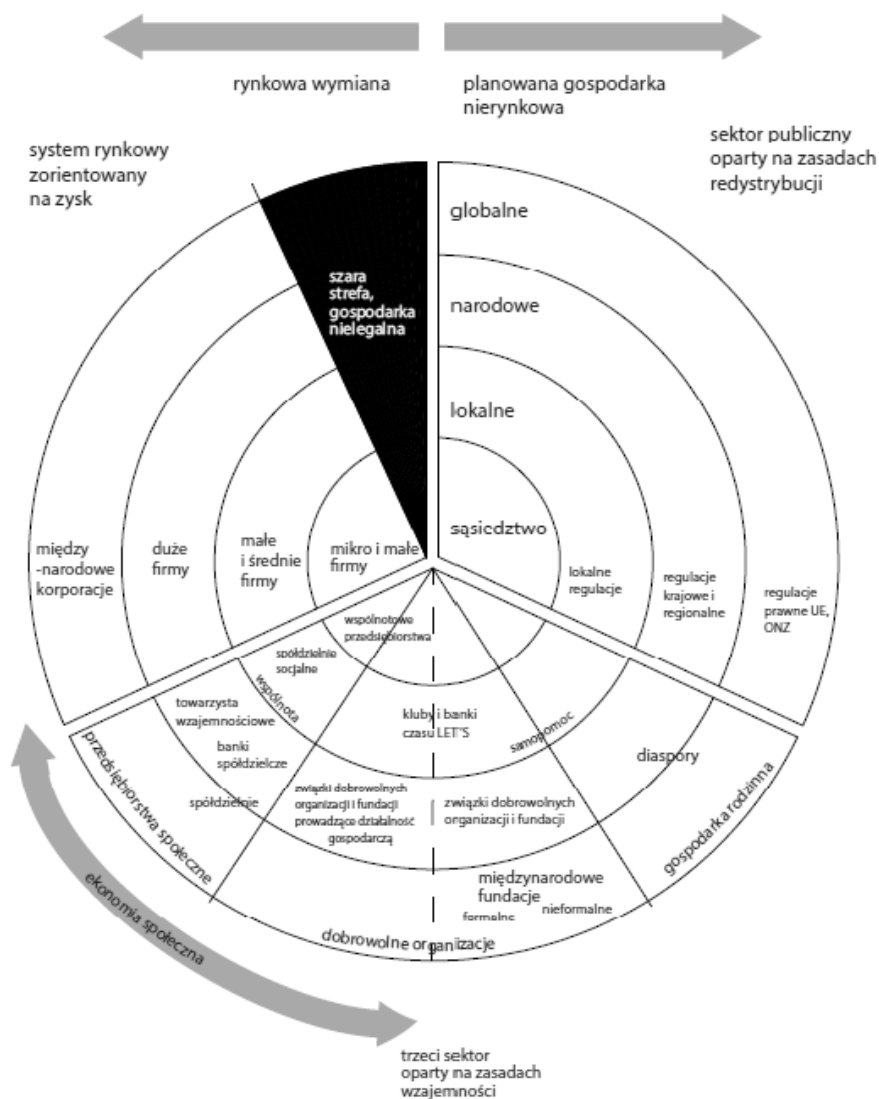 rynkowa wymiana
planowana gospodarka
nierynkowa
system rynkowy
zorientowany
na zysk
sektor publiczny
oparty na zasadach
redystrybucji
szara
strefa,
gospodarka
nielegalna
globalne
narodowe
lokalne
sąsiedztwo
między
-narodowe
korporacje
duże
firmy
małe
i średnie
firmy
mikro i małe
firmy
lokalne
regulacje
regulacje
krajowe i
regionalne
regulacje
prawne UE,
ONZ
wspólnotowe
przedsiębiorstwa
spółdzielnie
socjalne
wspólnota
towarzysta
wzajemnościowe
banki
spółdzielcze
spółdzielnie
kluby i banki
czasu LET'S
samopomoc
diaspory
związki dobrowolnych
organizacji i fundacji
prowadzące działalność
gospodarczą
związki dobrowolnych
organizacji i fundacji
międzynarodowe
fundacje
formalne
nieformalne
przedsiębiorstwa społeczne
dobrowolne organizacje
gospodarka rodzinna
ekonomia społeczna
trzeci sektor
oparty na zasadach
wzajemności